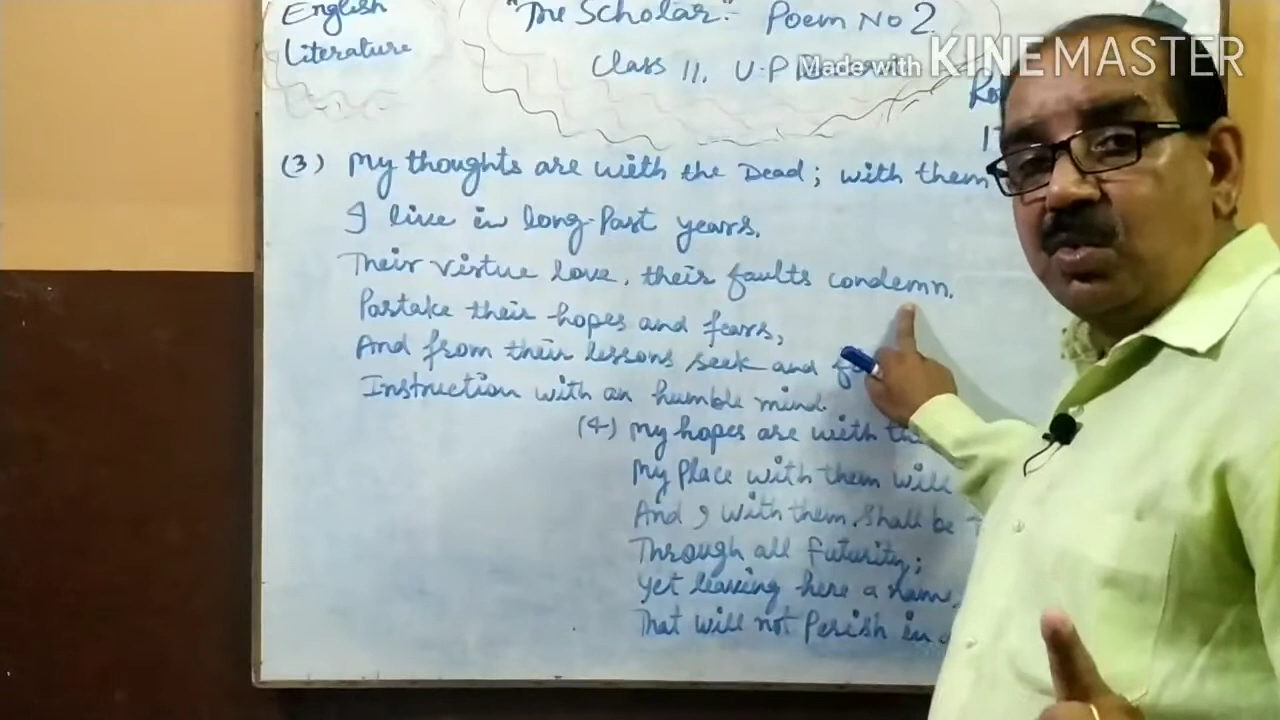 English
Literature
"The Scholar." Poem No 2.
Class 11. U.P
Made with KINEMASTER
(3) My thoughts are with the Dead; with them
I live in long-Past years.
Their virtue love, their faults condemn.
Partake their hopes and fears,
And from their lessons seek and
Instruction with an humble mind.
(4) My hopes are with
My Place with them will
And I with them shall be
Through all Futurity;
Yet leaving here a name,
That will not Perish in